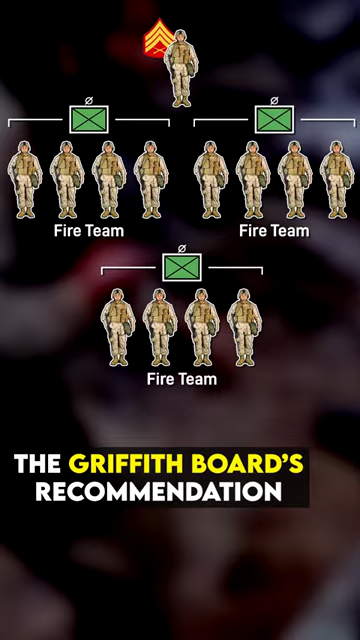 Fire Team
Fire Team
Fire Team
THE GRIFFITH BOARD'S
RECOMMENDATION